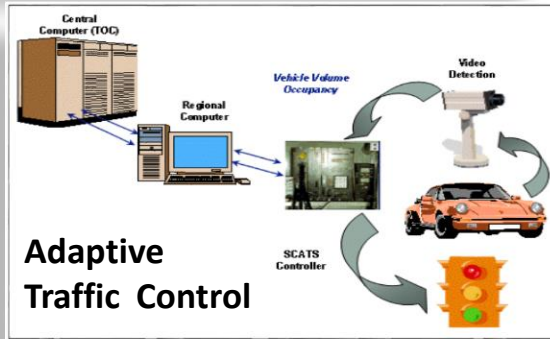 Central
Computer (TOC)
Video
Detection
Vehicle Volume
Occupancy
Regional
Computer
SCATS
Controller
Adaptive
Traffic Control